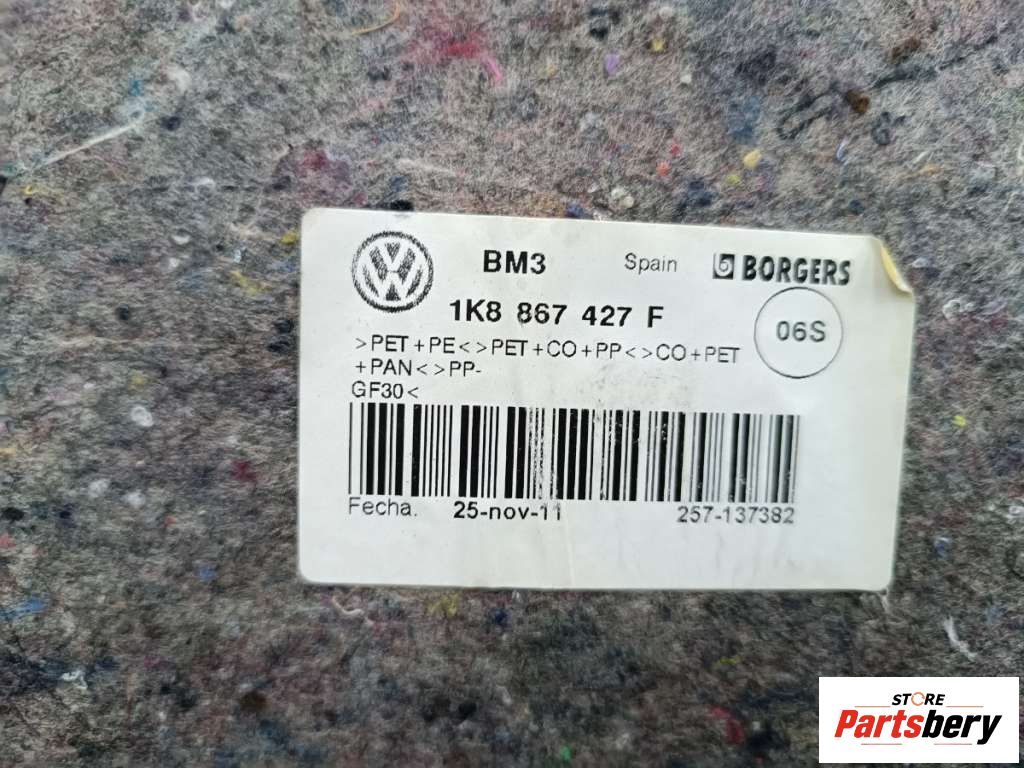 BM3 Spain BORGERS
1K8 867 427 F
06S
>PET+PE<>PET+CO+PP<>CO+PET
+PAN<>PP-
GF30<
Fecha. 25-nov-11 257-137382
STORE
Partsbery